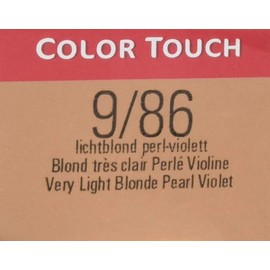 COLOR TOUCH
9/86
lichtblond perl-violett
Blond très clair Perlé Violine
Very Light Blonde Pearl Violet